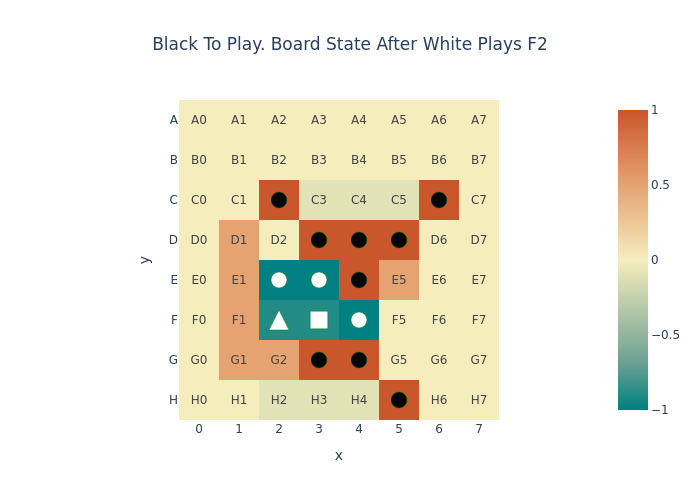 Black To Play. Board State After White Plays F2
A A0 A1 A2 A3 A4 A5 A6 A7
B B0 B1 B2 B3 B4 B5 B6 B7
C C0 C1 C3 C4 C5 C7
D D0 D1 D2 D6 D7
E E0 E1 E5 E6 E7
F F0 F1 F5 F6 F7
G G0 G1 G2 G5 G6 G7
H H0 H1 H2 H3 H4 H6 H7
0 1 2 3 4 5 6 7
x
y
1
0.5
0
−0.5
−1